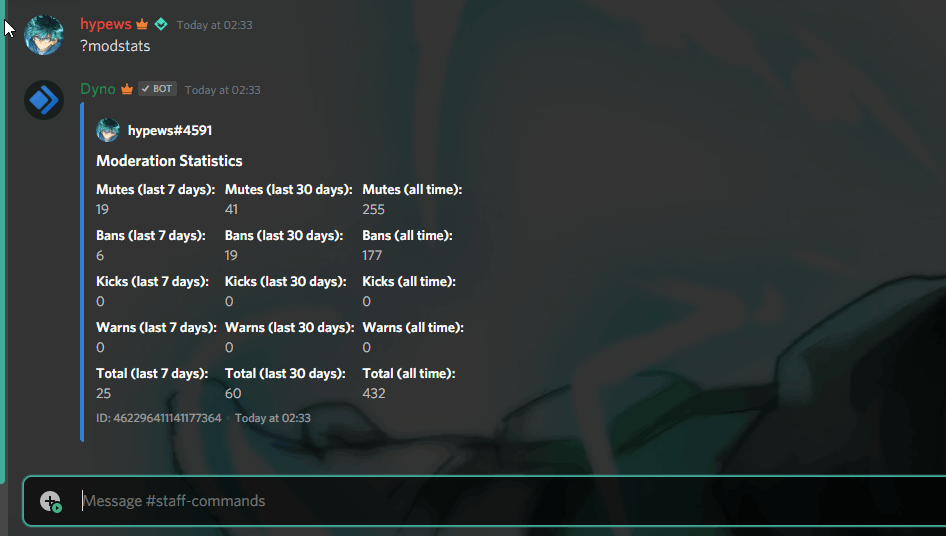 hypews Today at 02:33
?modstats
Dyno ✓ BOT Today at 02:33
hypews#4591
Moderation Statistics
Mutes (last 7 days): Mutes (last 30 days): Mutes (all time):
19 41 255
Bans (last 7 days): Bans (last 30 days): Bans (all time):
6 19 177
Kicks (last 7 days): Kicks (last 30 days): Kicks (all time):
0 0 0
Warns (last 7 days): Warns (last 30 days): Warns (all time):
0 0 0
Total (last 7 days): Total (last 30 days): Total (all time):
25 60 432
ID: 462296411141177364 • Today at 02:33
Message #staff-commands